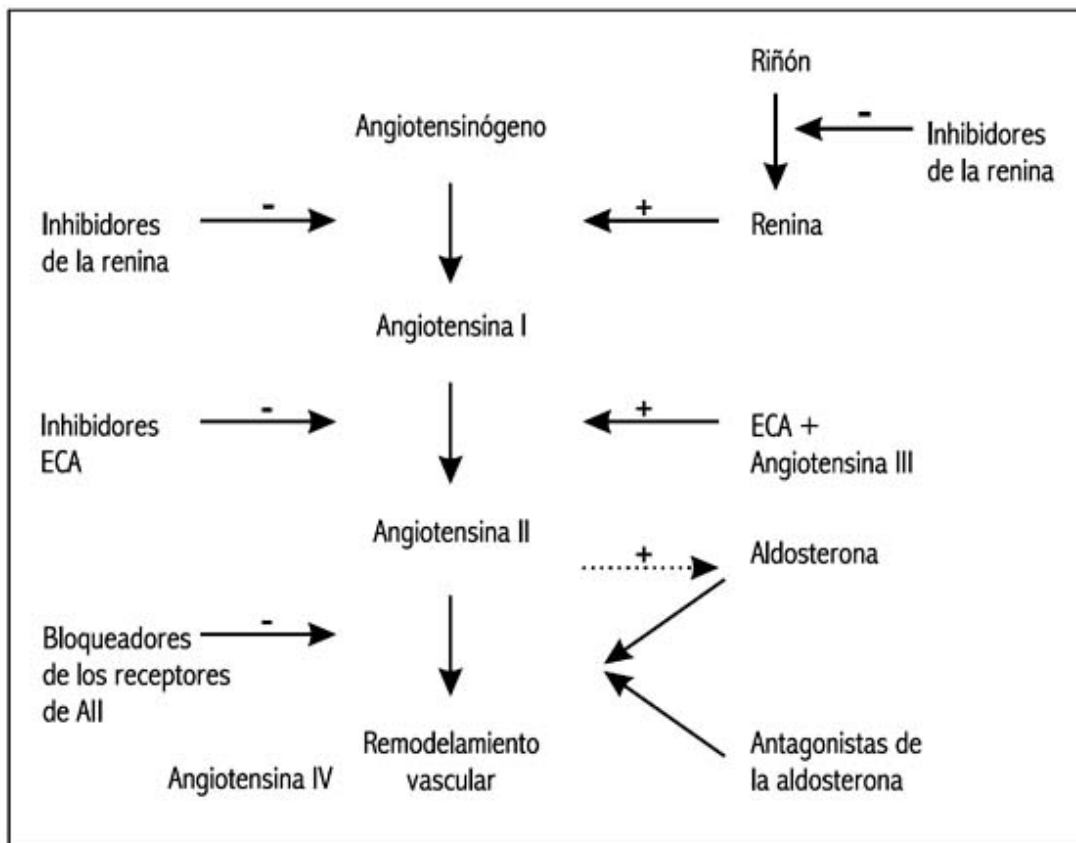 Riñón
-
Angiotensinógeno
Inhibidores
de la renina
-
+
Inhibidores
de la renina
Renina
Angiotensina I
-
+
Inhibidores
ECA
ECA +
Angiotensina III
Angiotensina II
+
Aldosterona
-
Bloqueadores
de los receptores
de AII
Remodelamiento
vascular
Angiotensina IV
Antagonistas de
la aldosterona